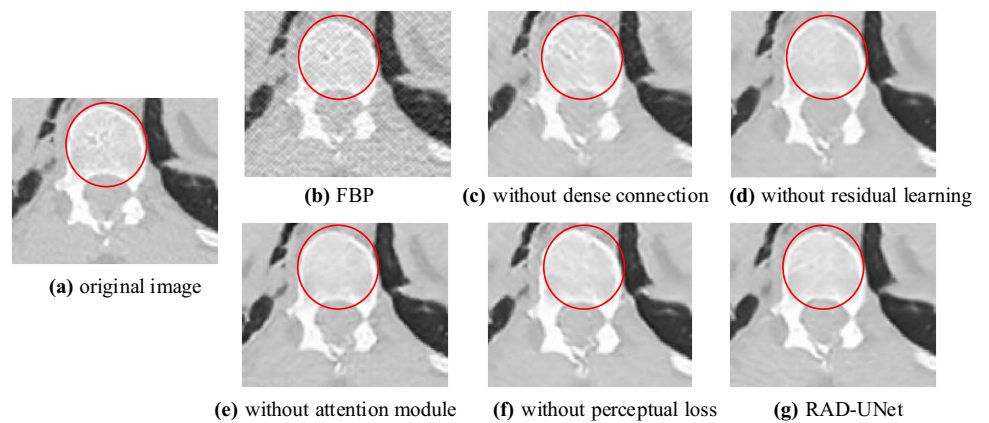 (a) original image
(b) FBP
(c) without dense connection
(d) without residual learning
(e) without attention module
(f) without perceptual loss
(g) RAD-UNet